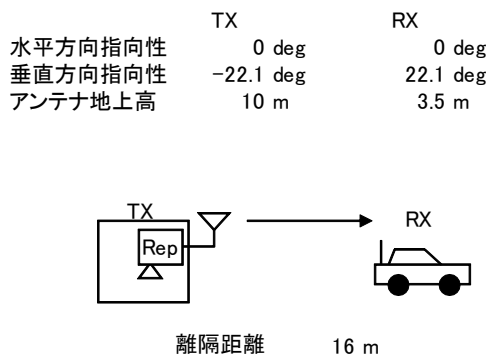 TX RX
水平方向指向性 0 deg 0 deg
垂直方向指向性 -22.1 deg 22.1 deg
アンテナ地上高 10 m 3.5 m
TX RX
Rep
離隔距離 16 m